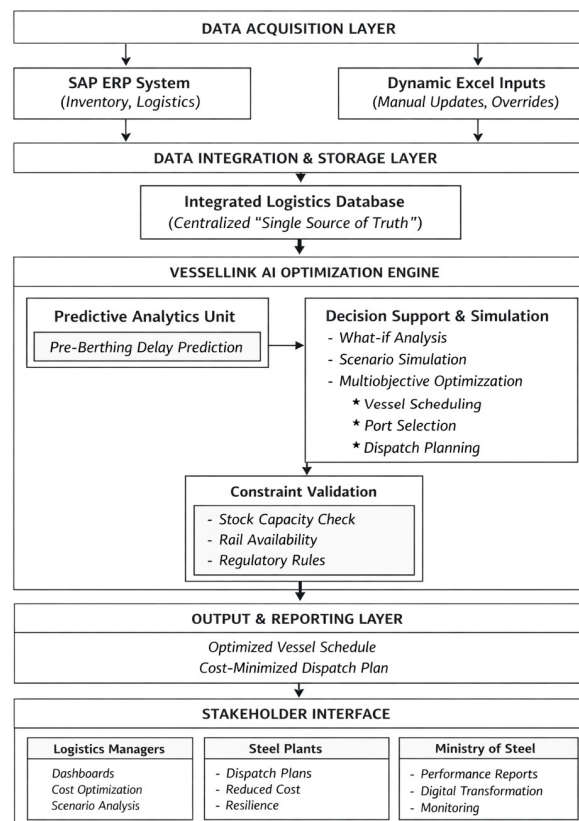 DATA ACQUISITION LAYER
SAP ERP System
(Inventory, Logistics)
Dynamic Excel Inputs
(Manual Updates, Overrides)
DATA INTEGRATION & STORAGE LAYER
Integrated Logistics Database
(Centralized “Single Source of Truth”)
VESSELLINK AI OPTIMIZATION ENGINE
Predictive Analytics Unit
Pre-Berthing Delay Prediction
Decision Support & Simulation
- What-if Analysis
- Scenario Simulation
- Multiobjective Optimizzation
★ Vessel Scheduling
★ Port Selection
★ Dispatch Planning
Constraint Validation
- Stock Capacity Check
- Rail Availability
- Regulatory Rules
OUTPUT & REPORTING LAYER
Optimized Vessel Schedule
Cost-Minimized Dispatch Plan
STAKEHOLDER INTERFACE
Logistics Managers
Dashboards
Cost Optimization
Scenario Analysis
Steel Plants
- Dispatch Plans
- Reduced Cost
- Resilience
Ministry of Steel
- Performance Reports
- Digital Transformation
- Monitoring